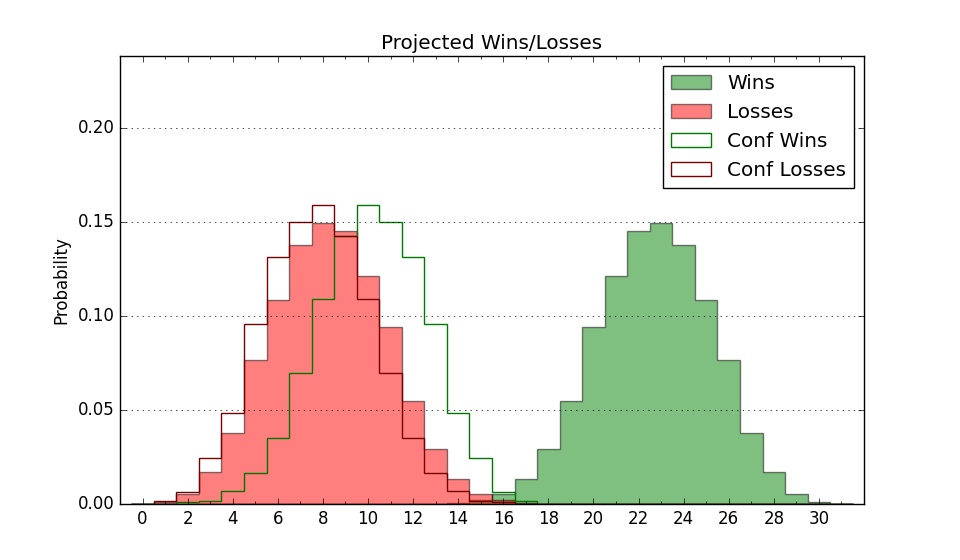 Projected Wins/Losses
Wins
Losses
Conf Wins
Conf Losses
Probability
0.20
0.15
0.10
0.05
0.00
0 2 4 6 8 10 12 14 16 18 20 22 24 26 28 30